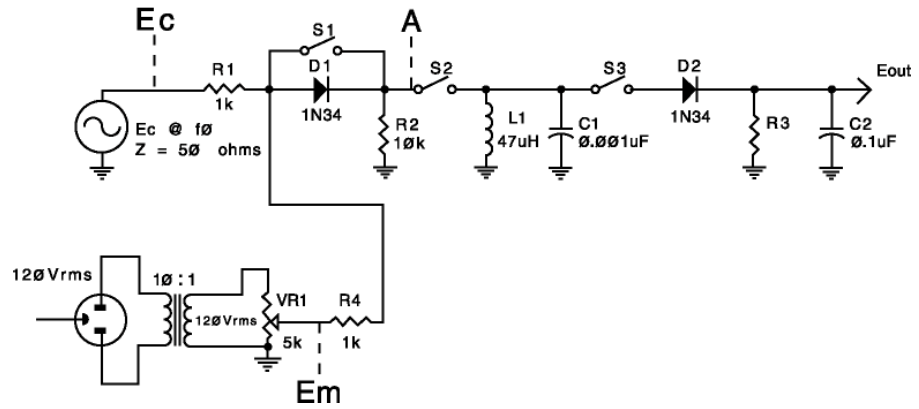 Ec
S1
A
R1
D1
S2
S3
D2
Eout
1k
1N34
1N34
Ec @ fØ
Z = 5Ø ohms
R2
1Øk
L1
47uH
C1
Ø.ØØ1uF
R3
C2
Ø.1uF
12ØVrms
1Ø : 1
VR1
R4
12ØVrms
5k
1k
Em